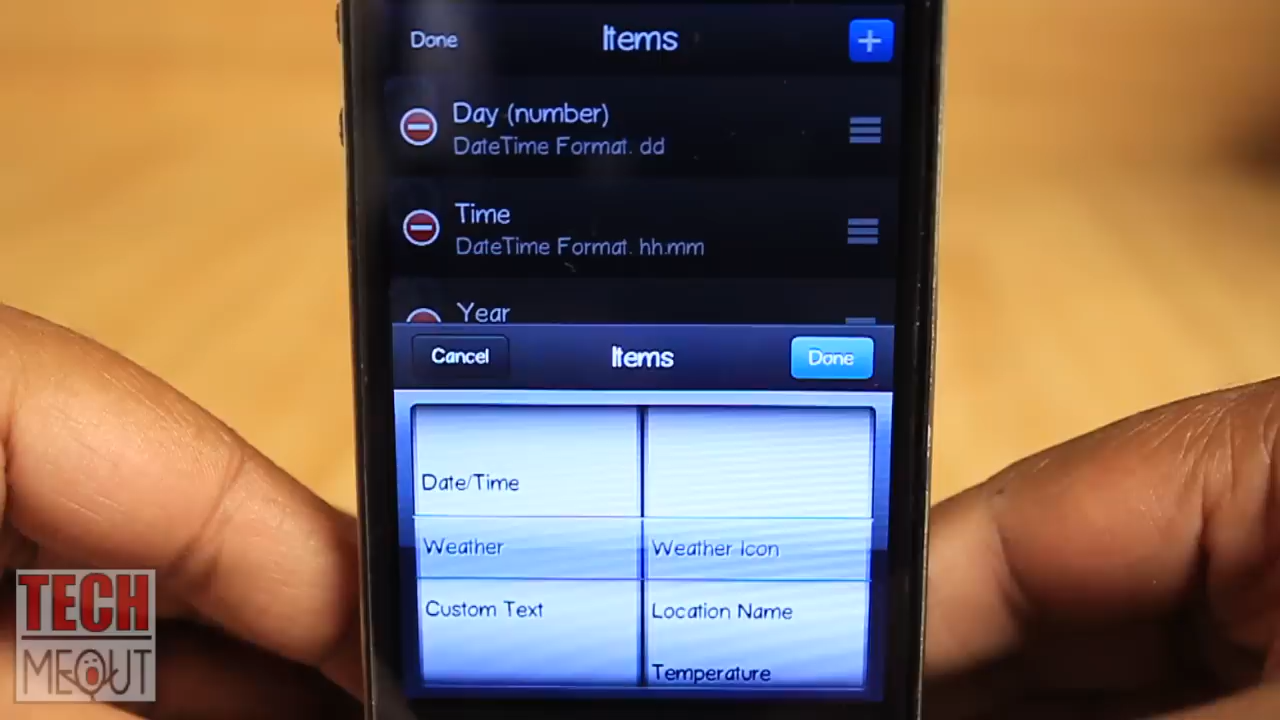 Done Items +
Day (number)
DateTime Format. dd
Time
DateTime Format. hh.mm
Year
Cancel Items Done
Date/Time
Weather Weather Icon
Custom Text Location Name
Temperature
TECH
MEOUT